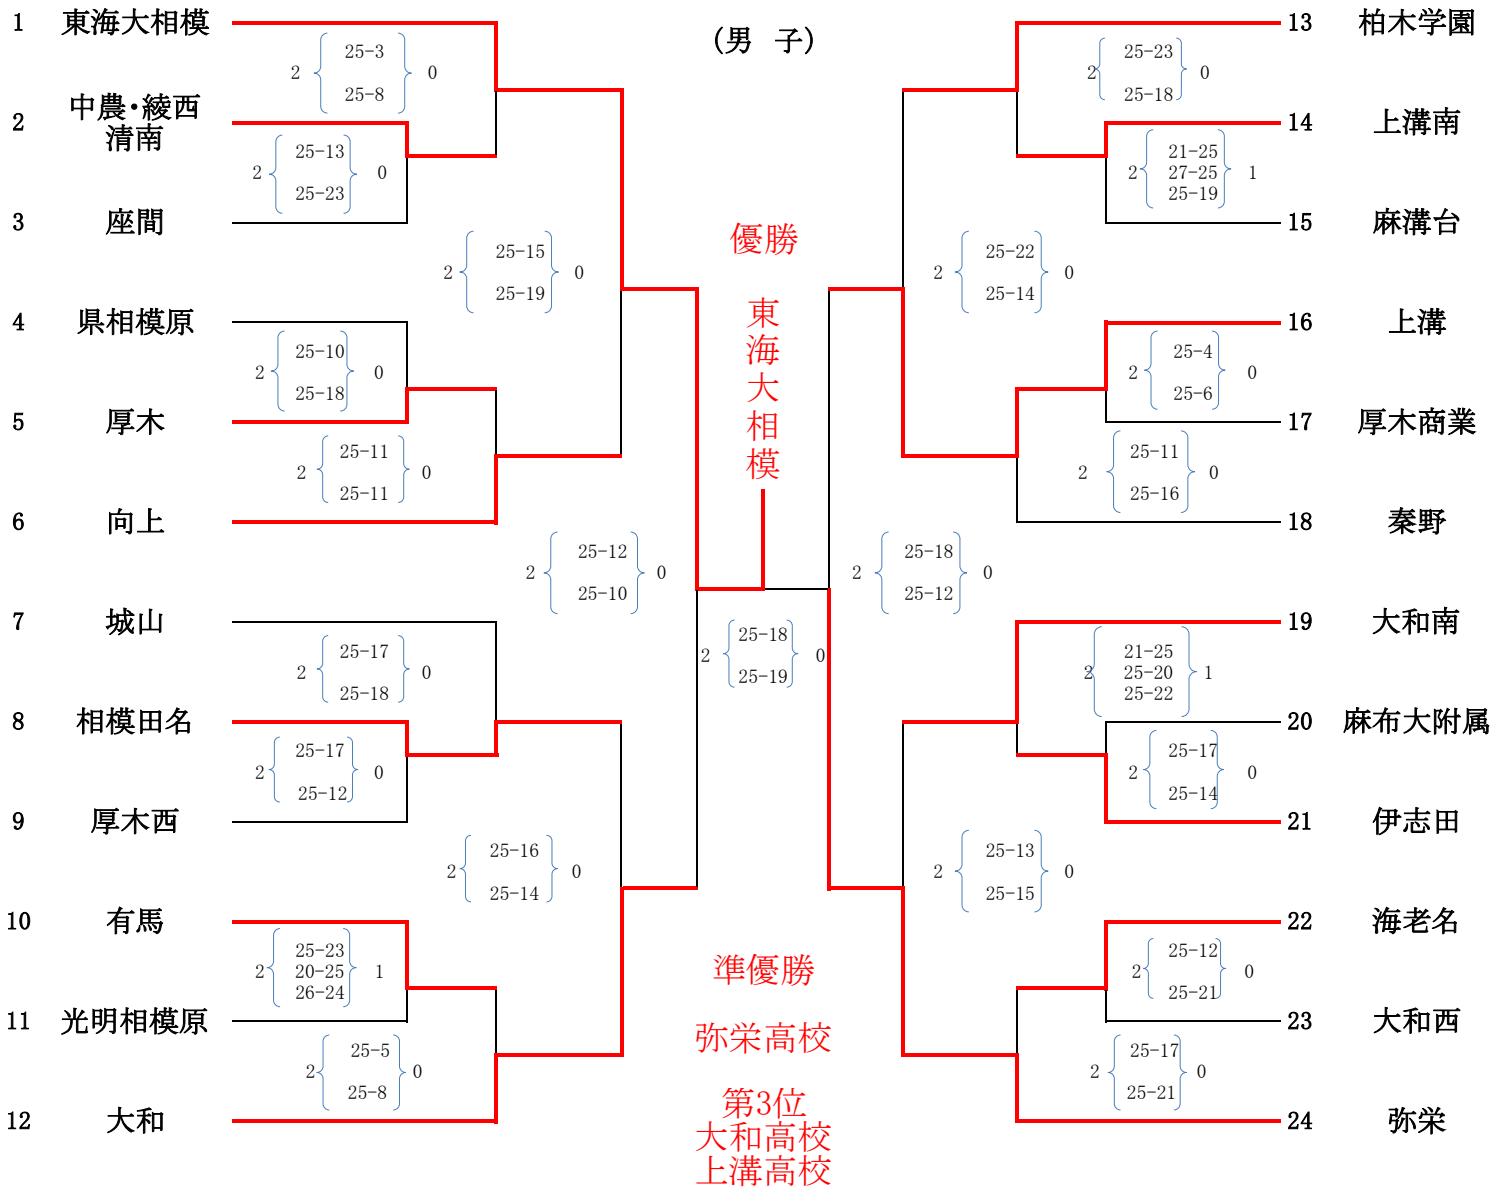 (男 子)
1 東海大相模
2 25-3 25-8 0
2 中農・綾西
清南
2 25-13 25-23 0
3 座間
2 25-15 25-19 0
4 県相模原
2 25-10 25-18 0
5 厚木
2 25-11 25-11 0
6 向上
2 25-12 25-10 0
7 城山
2 25-17 25-18 0
8 相模田名
2 25-17 25-12 0
9 厚木西
2 25-16 25-14 0
10 有馬
2 25-23 20-25 26-24 1
11 光明相模原
2 25-5 25-8 0
12 大和
優勝
東海大相模
2 25-18 25-19 0
準優勝
弥栄高校
第3位
大和高校
上溝高校
13 柏木学園
2 25-23 25-18 0
14 上溝南
2 21-25 27-25 25-19 1
15 麻溝台
2 25-22 25-14 0
16 上溝
2 25-4 25-6 0
17 厚木商業
2 25-11 25-16 0
18 秦野
2 25-18 25-12 0
19 大和南
2 21-25 25-20 25-22 1
20 麻布大附属
2 25-17 25-14 0
21 伊志田
2 25-13 25-15 0
22 海老名
2 25-12 25-21 0
23 大和西
2 25-17 25-21 0
24 弥栄